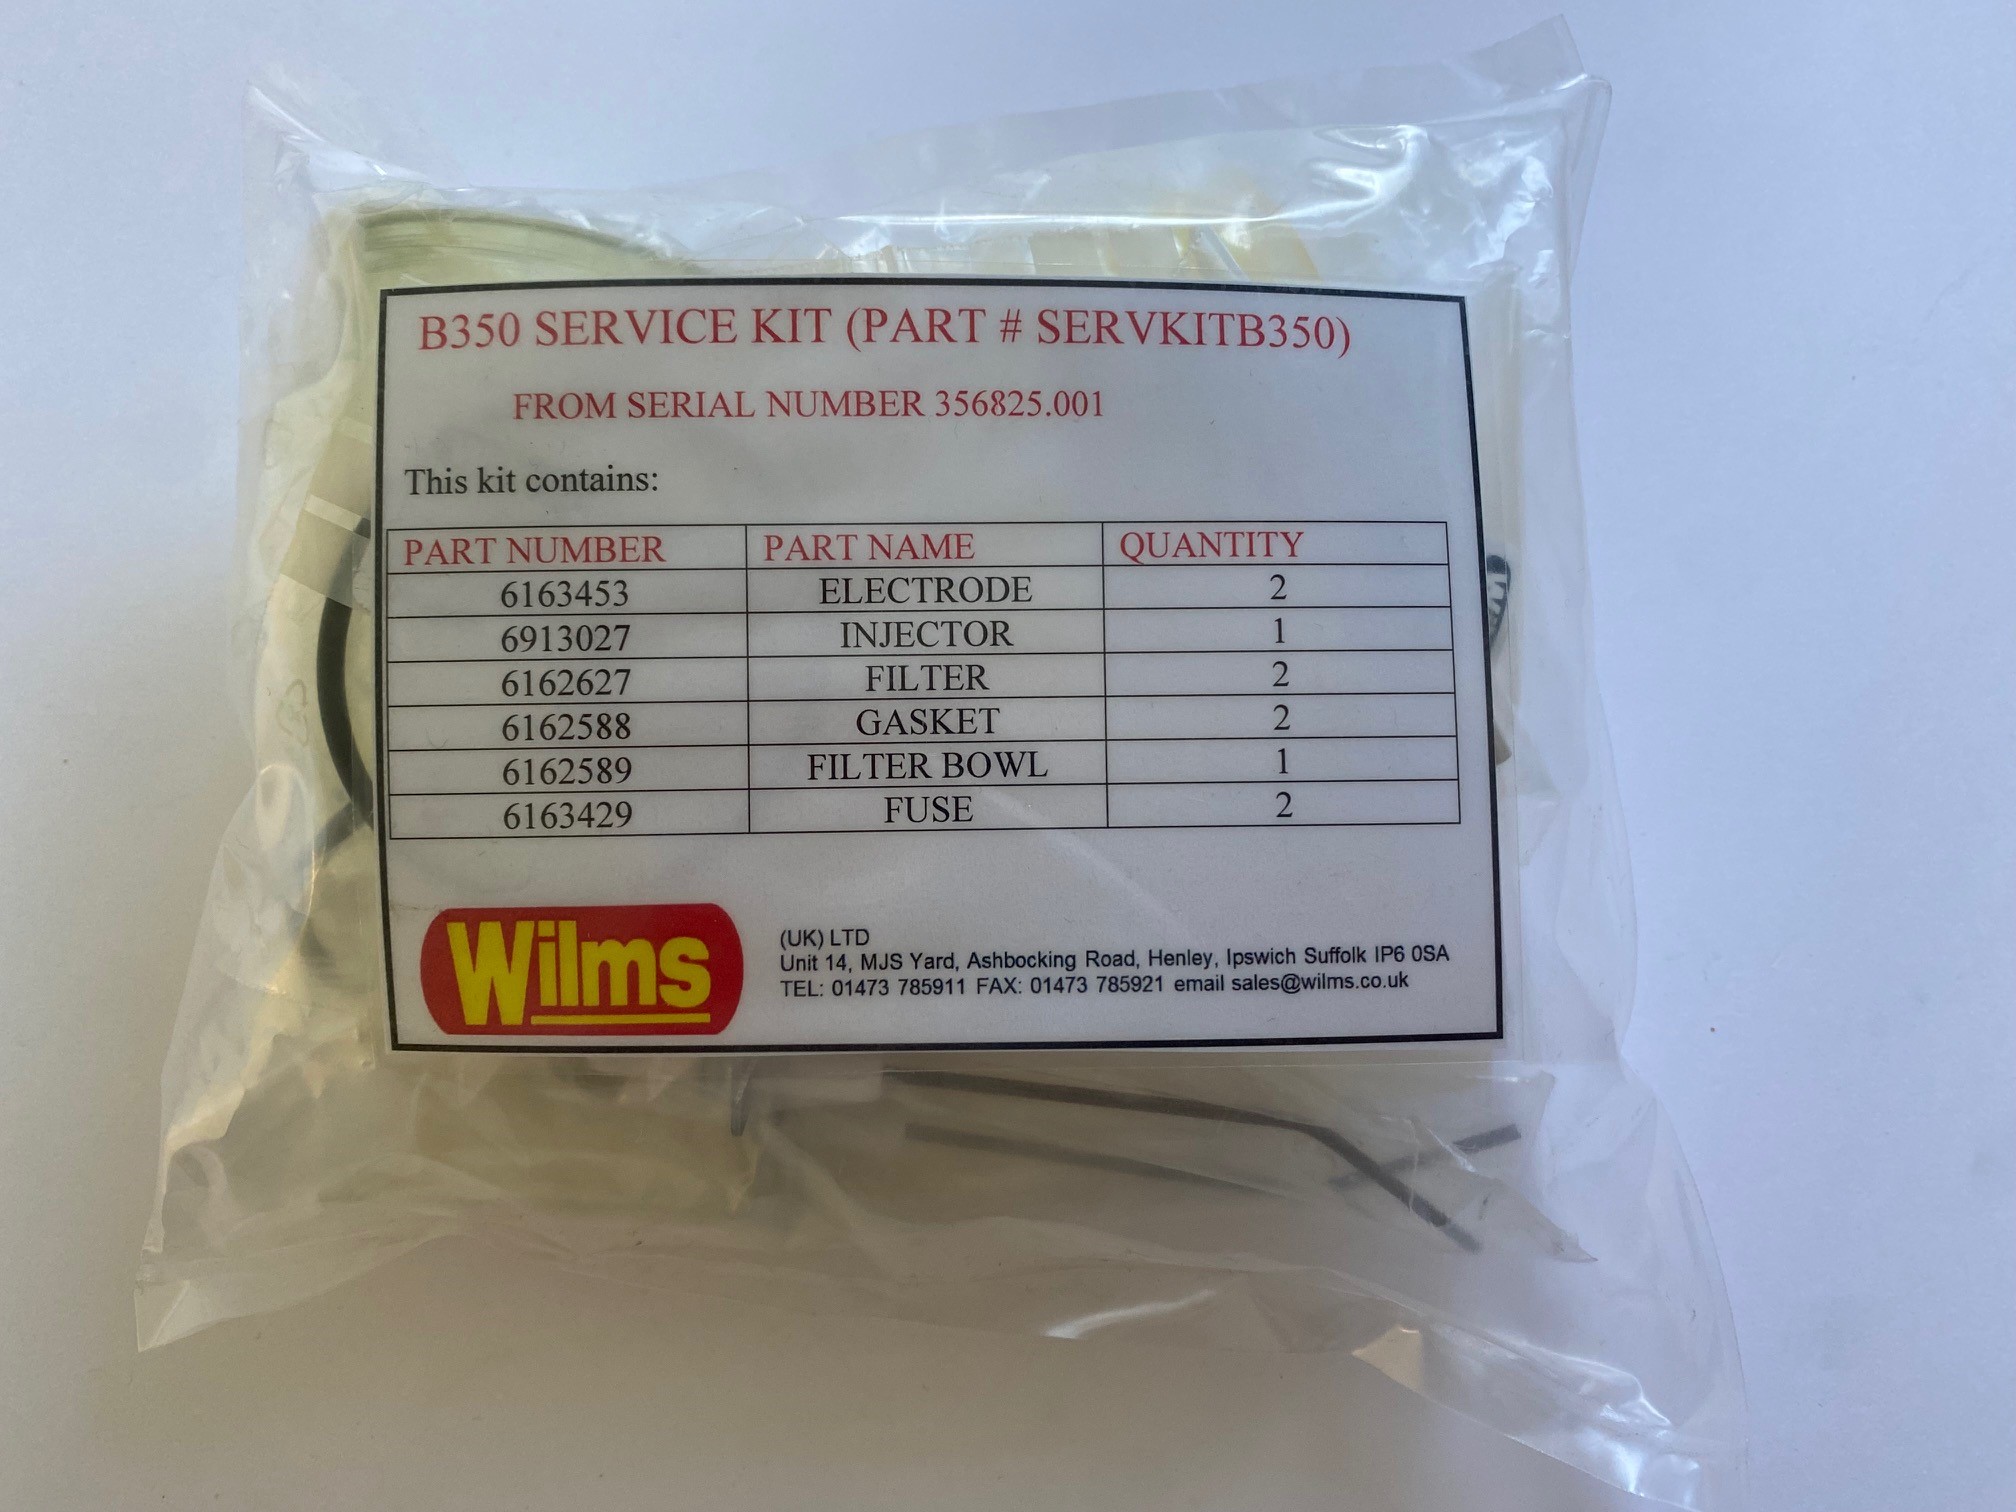 B350 SERVICE KIT (PART # SERVKITB350)
FROM SERIAL NUMBER 356825.001
This kit contains:
PART NUMBER PART NAME QUANTITY
6163453 ELECTRODE 2
6913027 INJECTOR 1
6162627 FILTER 2
6162588 GASKET 2
6162589 FILTER BOWL 1
6163429 FUSE 2
Wilms
(UK) LTD
Unit 14, MJS Yard, Ashbocking Road, Henley, Ipswich Suffolk IP6 0SA
TEL: 01473 785911 FAX: 01473 785921 email sales@wilms.co.uk